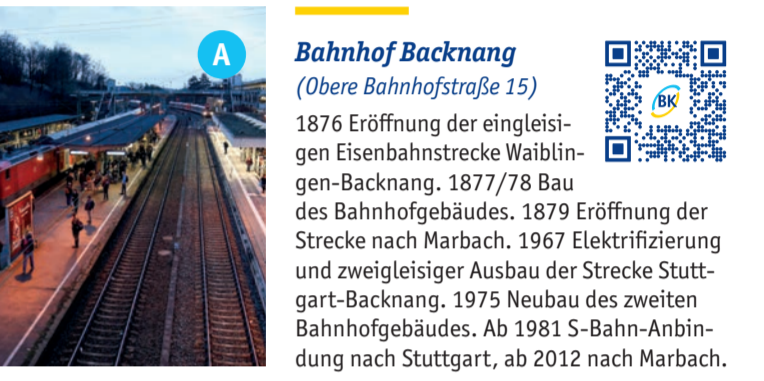 A
Bahnhof Backnang
(Obere Bahnhofstraße 15)
BK
1876 Eröffnung der eingleisi-
gen Eisenbahnstrecke Waiblin-
gen-Backnang. 1877/78 Bau
des Bahnhofgebäudes. 1879 Eröffnung der
Strecke nach Marbach. 1967 Elektrifizierung
und zweigleisiger Ausbau der Strecke Stutt-
gart-Backnang. 1975 Neubau des zweiten
Bahnhofgebäudes. Ab 1981 S-Bahn-Anbin-
dung nach Stuttgart, ab 2012 nach Marbach.